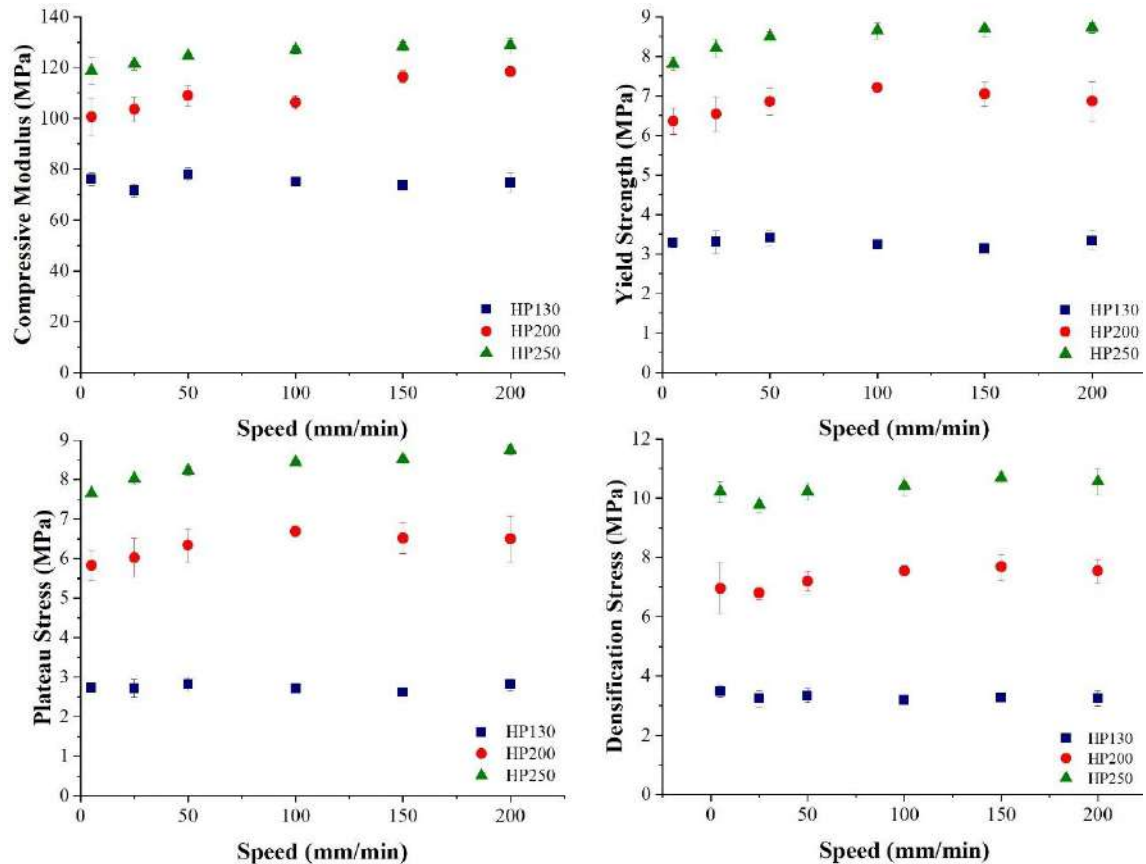 140
120
100
80
60
40
20
0
Compressive Modulus (MPa)
HP130
HP200
HP250
0 50 100 150 200
Speed (mm/min)
9
8
7
6
5
4
3
2
1
0
Yield Strength (MPa)
HP130
HP200
HP250
0 50 100 150 200
Speed (mm/min)
9
8
7
6
5
4
3
2
1
0
Plateau Stress (MPa)
HP130
HP200
HP250
0 50 100 150 200
Speed (mm/min)
12
10
8
6
4
2
0
Densification Stress (MPa)
HP130
HP200
HP250
0 50 100 150 200
Speed (mm/min)